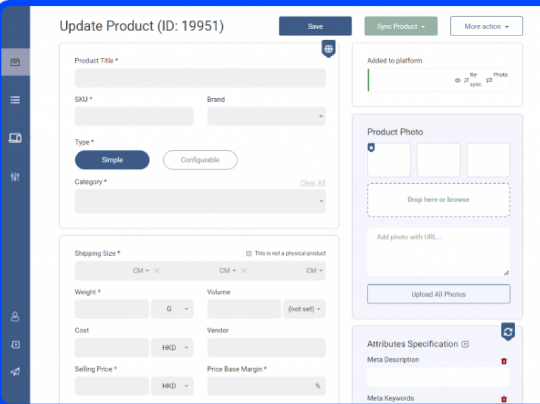 Update Product (ID: 19951)
Save
Sync Product
More action
Product Title *
SKU *
Brand
Type *
Simple
Configurable
Category *
Clear All
Shipping Size *
This is not a physical product
CM × CM × CM
Weight *
Volume
G
(not set)
Cost
Vendor
HKD
Selling Price *
Price Base Margin *
HKD
%
Added to platform
Re-sync
Photo
Product Photo
Drop here or browse
Add photo with URL...
Upload All Photos
Attributes Specification
Meta Description
Meta Keywords